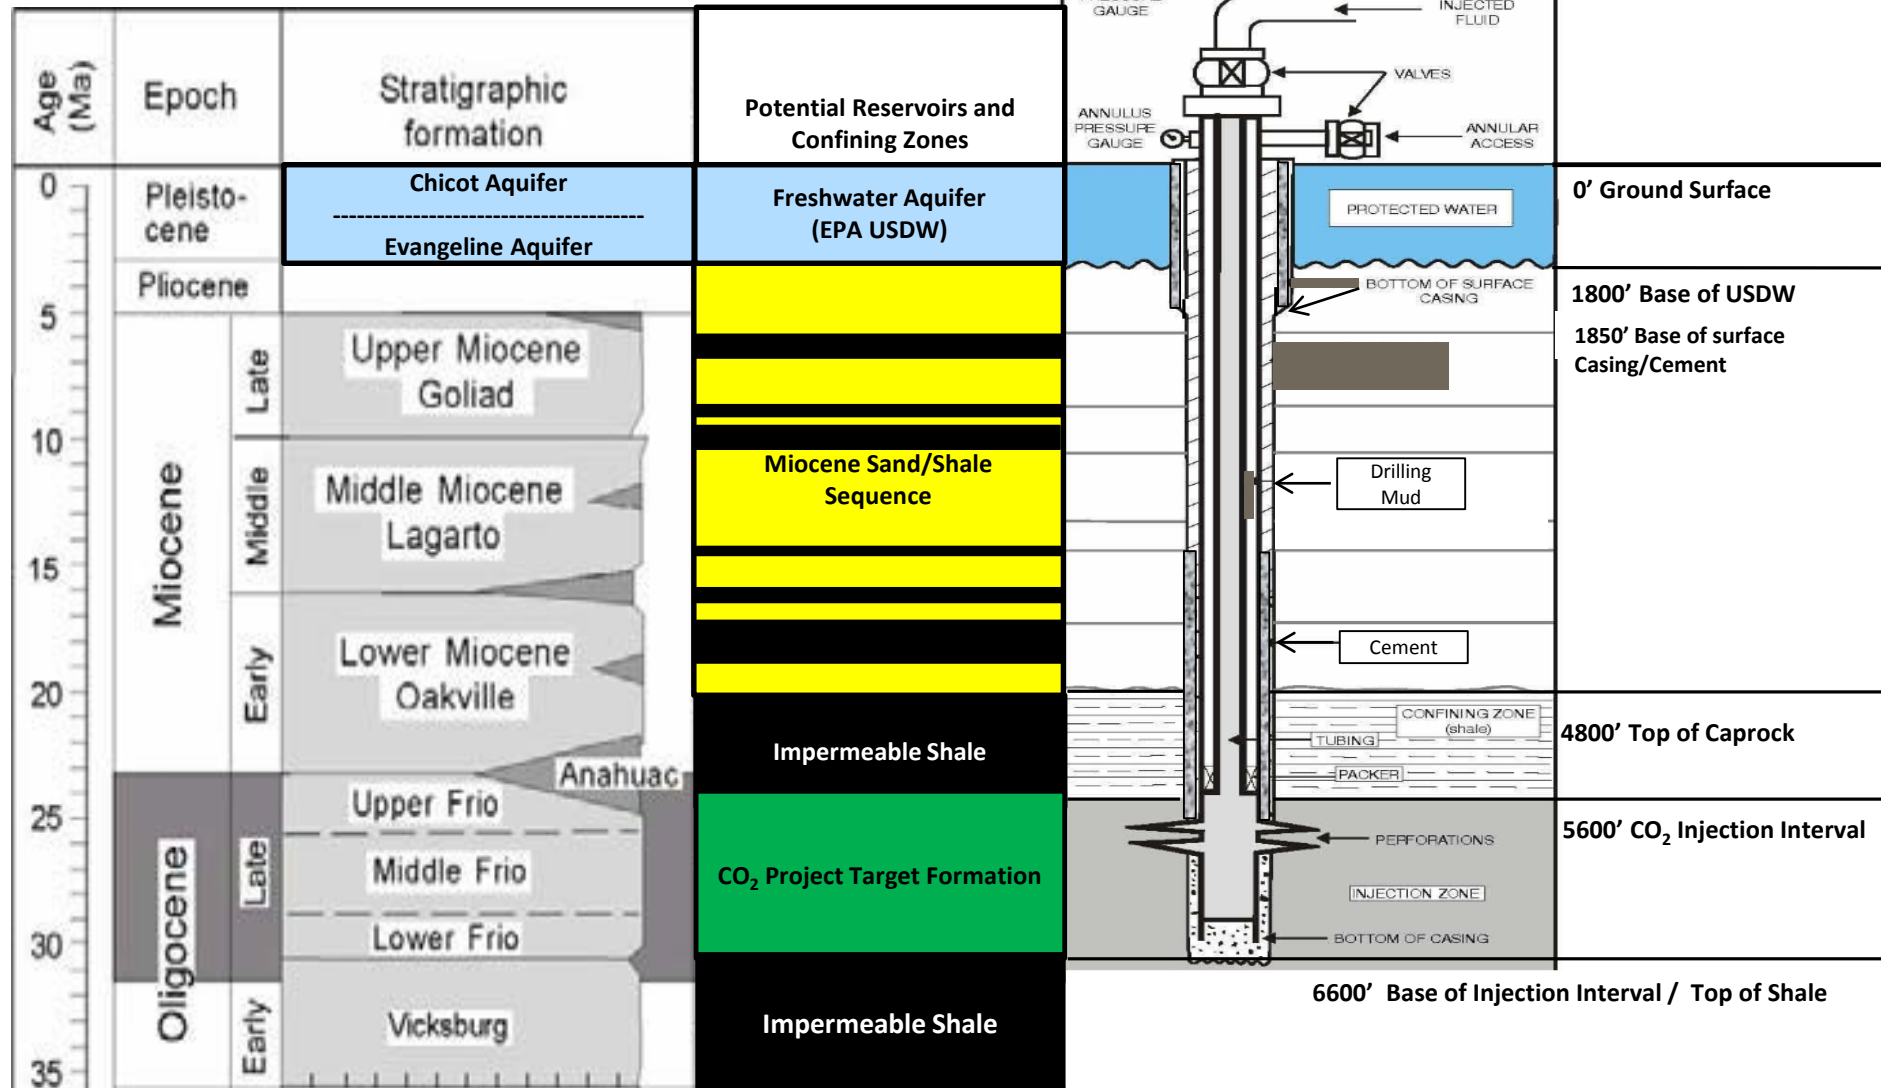 Age
(Ma)
Epoch
Stratigraphic
formation
Potential Reservoirs and
Confining Zones
GAUGE
INJECTED
FLUID
VALVES
ANNULUS
PRESSURE
GAUGE
ANNULAR
ACCESS
0
5
10
15
20
25
30
35
Pleisto-
cene
Pliocene
Miocene
Late
Middle
Early
Oligocene
Late
Early
Chicot Aquifer
---------------------------------------
Evangeline Aquifer
Upper Miocene
Goliad
Middle Miocene
Lagarto
Lower Miocene
Oakville
Anahuac
Upper Frio
Middle Frio
Lower Frio
Vicksburg
Freshwater Aquifer
(EPA USDW)
Miocene Sand/Shale
Sequence
Impermeable Shale
CO₂ Project Target Formation
Impermeable Shale
PROTECTED WATER
BOTTOM OF SURFACE
CASING
Drilling
Mud
Cement
CONFINING ZONE
(shale)
TUBING
PACKER
PERFORATIONS
INJECTION ZONE
BOTTOM OF CASING
0’ Ground Surface
1800’ Base of USDW
1850’ Base of surface
Casing/Cement
4800’ Top of Caprock
5600’ CO₂ Injection Interval
6600’ Base of Injection Interval / Top of Shale